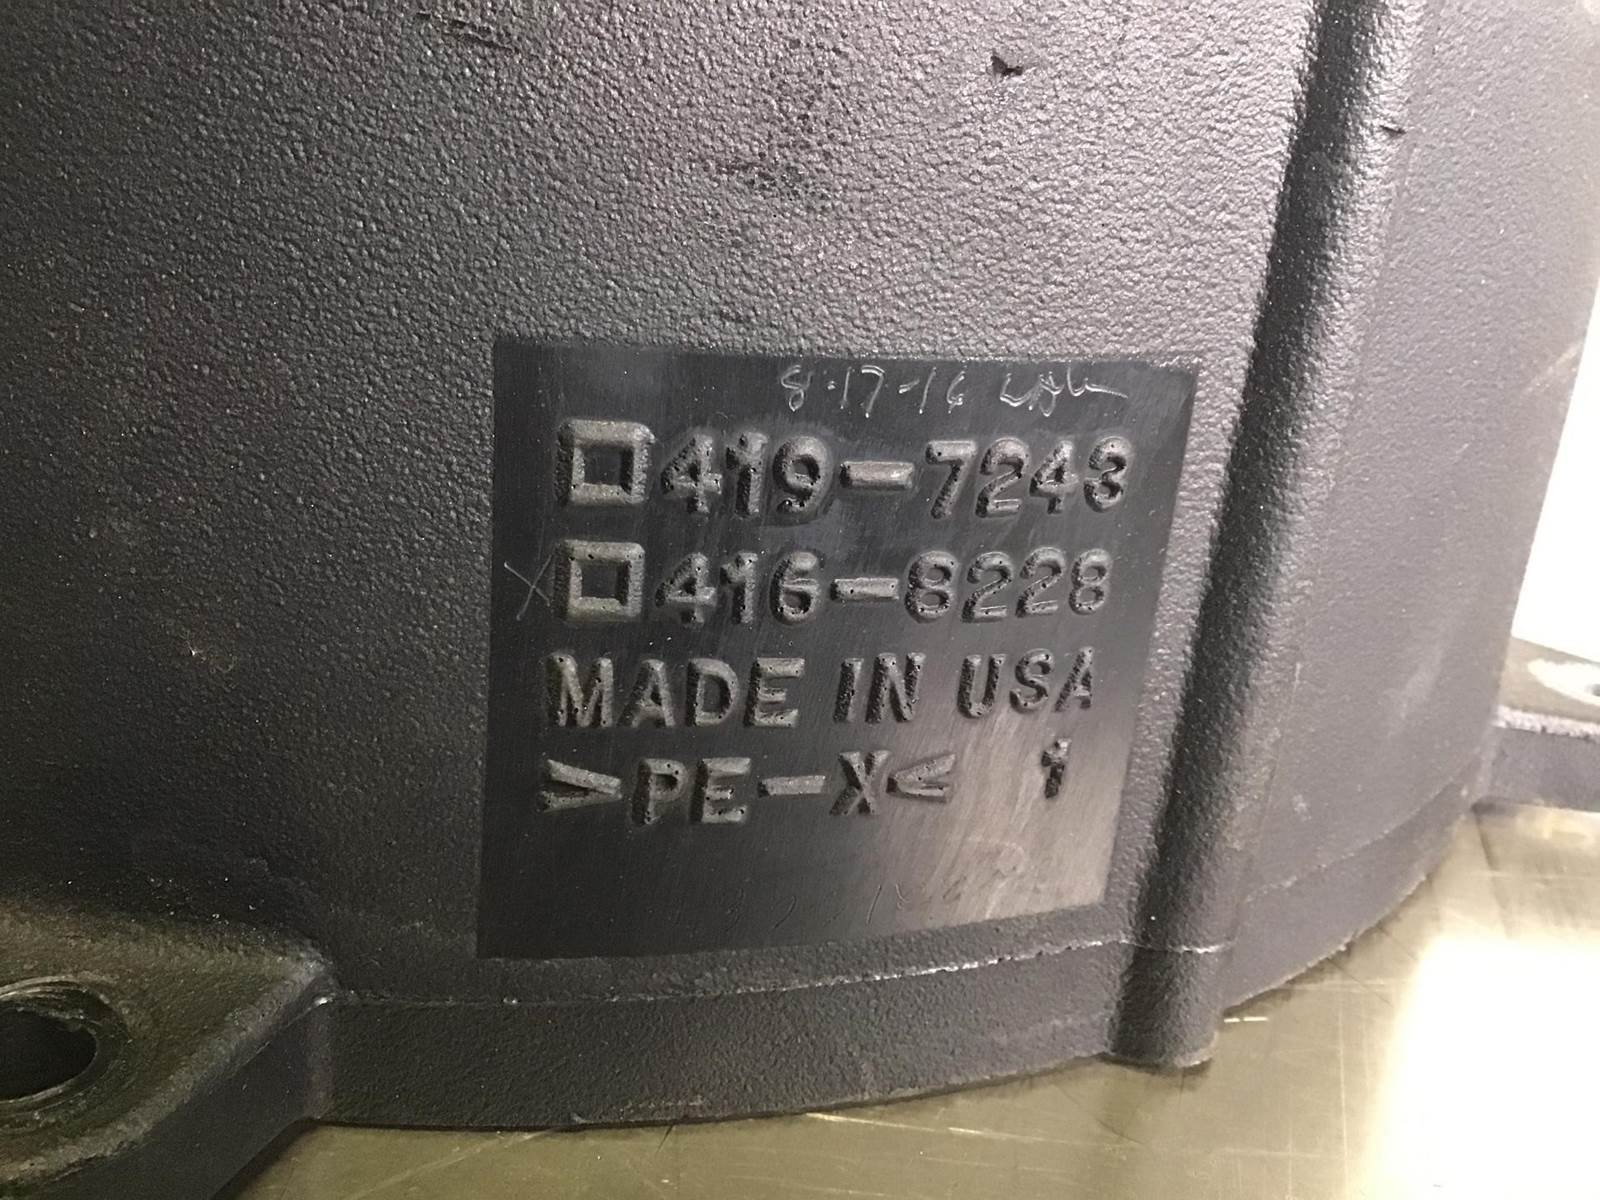 8-17-16
□419-7243
X □416-8228
MADE IN USA
>PE-X< 1